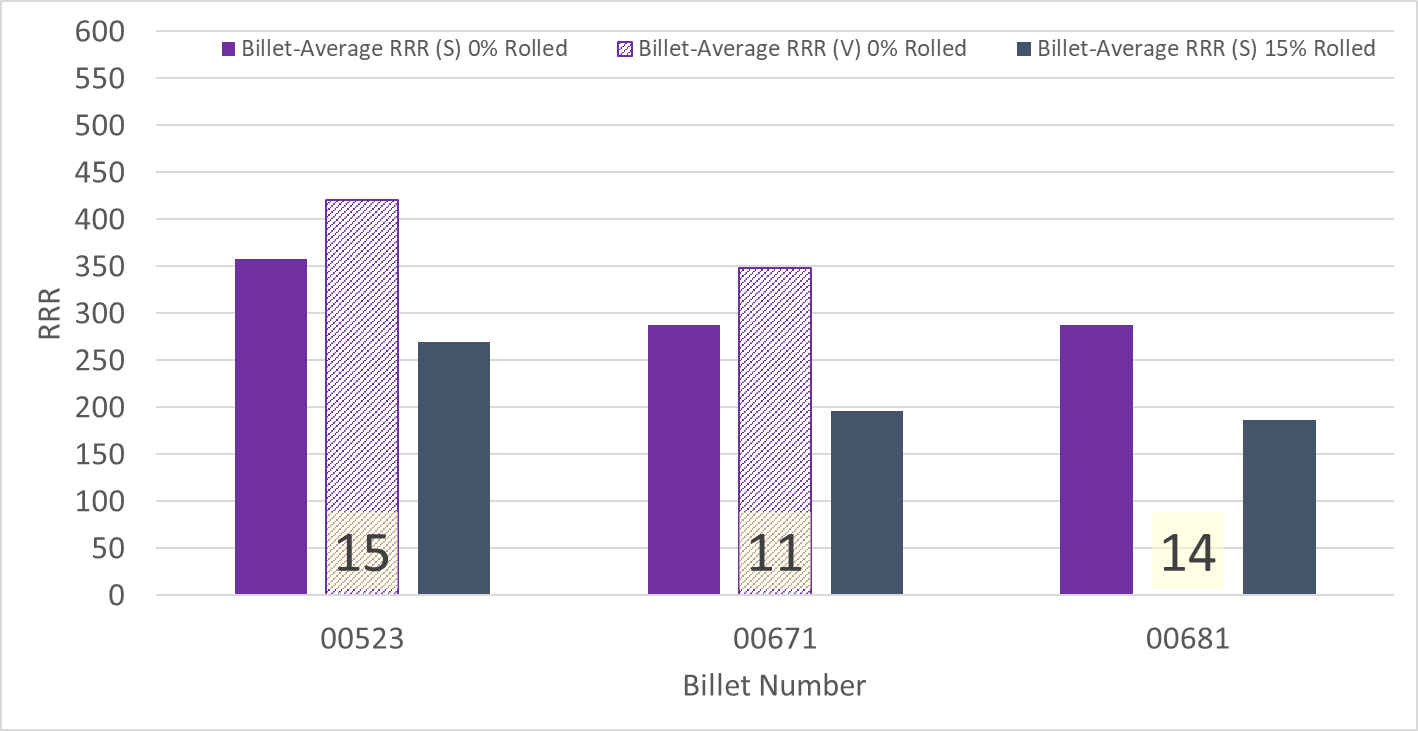 600
Billet-Average RRR (S) 0% Rolled Billet-Average RRR (V) 0% Rolled Billet-Average RRR (S) 15% Rolled
550
500
450
400
350
300
250
200
150
100
50
0
RRR
15 11 14
00523 00671 00681
Billet Number